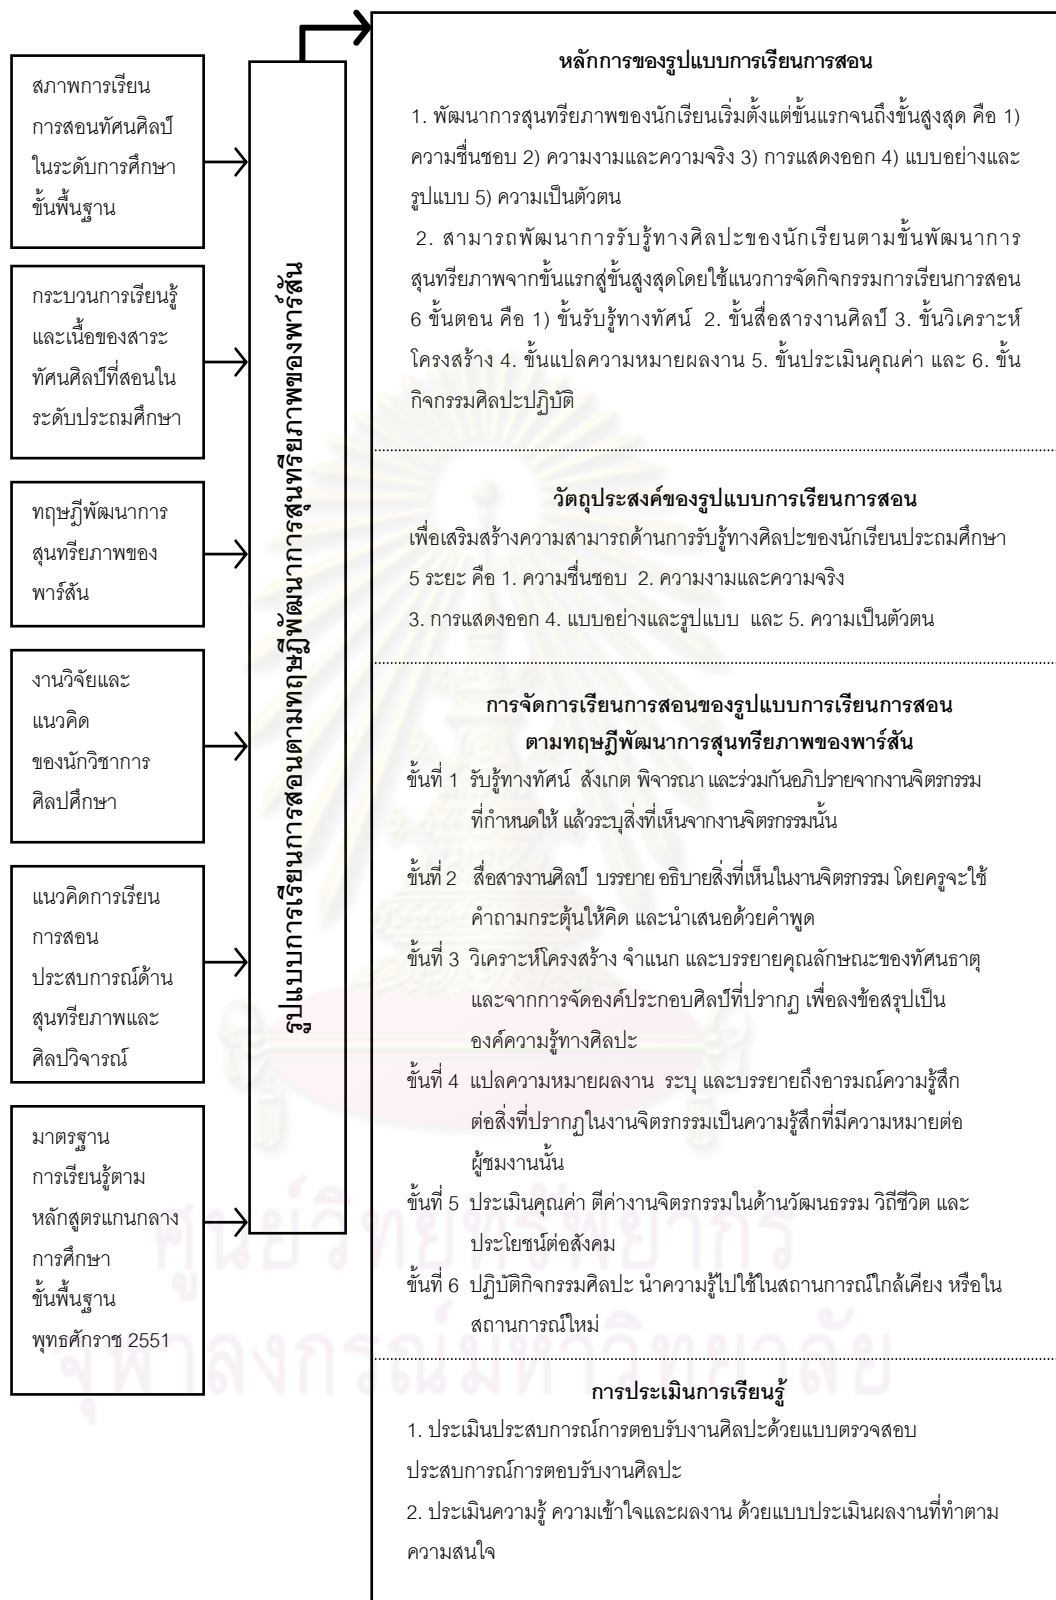 สภาพการเรียน
การสอนทัศนศิลป์
ในระดับการศึกษา
ขั้นพื้นฐาน
กระบวนการเรียนรู้
และเนื้อของสาระ
ทัศนศิลป์ที่สอนใน
ระดับประถมศึกษา
ทฤษฎีพัฒนาการ
สุนทรียภาพของ
พาร์สัน
งานวิจัยและ
แนวคิด
ของนักวิชาการ
ศิลปศึกษา
แนวคิดการเรียน
การสอน
ประสบการณ์ด้าน
สุนทรียภาพและ
ศิลปวิจารณ์
มาตรฐาน
การเรียนรู้ตาม
หลักสูตรแกนกลาง
การศึกษา
ขั้นพื้นฐาน
พุทธศักราช 2551
รูปแบบการเรียนการสอนตามทฤษฎีพัฒนาการสุนทรียภาพของพาร์สัน
หลักการของรูปแบบการเรียนการสอน
1. พัฒนาการสุนทรียภาพของนักเรียนเริ่มตั้งแต่ขั้นแรกจนถึงขั้นสูงสุด คือ 1)
ความชื่นชอบ 2) ความงามและความจริง 3) การแสดงออก 4) แบบอย่างและ
รูปแบบ 5) ความเป็นตัวตน
2. สามารถพัฒนาการรับรู้ทางศิลปะของนักเรียนตามขั้นพัฒนาการ
สุนทรียภาพจากขั้นแรกสู่ขั้นสูงสุดโดยใช้แนวการจัดกิจกรรมการเรียนการสอน
6 ขั้นตอน คือ 1) ขั้นรับรู้ทางทัศน์ 2. ขั้นสื่อสารงานศิลป์ 3. ขั้นวิเคราะห์
โครงสร้าง 4. ขั้นแปลความหมายผลงาน 5. ขั้นประเมินคุณค่า และ 6. ขั้น
กิจกรรมศิลปะปฏิบัติ
วัตถุประสงค์ของรูปแบบการเรียนการสอน
เพื่อเสริมสร้างความสามารถด้านการรับรู้ทางศิลปะของนักเรียนประถมศึกษา
5 ระยะ คือ 1. ความชื่นชอบ 2. ความงามและความจริง
3. การแสดงออก 4. แบบอย่างและรูปแบบ และ 5. ความเป็นตัวตน
การจัดการเรียนการสอนของรูปแบบการเรียนการสอน
ตามทฤษฎีพัฒนาการสุนทรียภาพของพาร์สัน
ขั้นที่ 1 รับรู้ทางทัศน์ สังเกต พิจารณา และร่วมกันอภิปรายจากงานจิตรกรรม
ที่กำหนดให้ แล้วระบุสิ่งที่เห็นจากงานจิตรกรรมนั้น
ขั้นที่ 2 สื่อสารงานศิลป์ บรรยาย อธิบายสิ่งที่เห็นในงานจิตรกรรม โดยครูจะใช้
คำถามกระตุ้นให้คิด และนำเสนอด้วยคำพูด
ขั้นที่ 3 วิเคราะห์โครงสร้าง จำแนก และบรรยายคุณลักษณะของทัศนธาตุ
และจากการจัดองค์ประกอบศิลป์ที่ปรากฏ เพื่อลงข้อสรุปเป็น
องค์ความรู้ทางศิลปะ
ขั้นที่ 4 แปลความหมายผลงาน ระบุ และบรรยายถึงอารมณ์ความรู้สึก
ต่อสิ่งที่ปรากฏในงานจิตรกรรมเป็นความรู้สึกที่มีความหมายต่อ
ผู้ชมงานนั้น
ขั้นที่ 5 ประเมินคุณค่า ตีค่างานจิตรกรรมในด้านวัฒนธรรม วิถีชีวิต และ
ประโยชน์ต่อสังคม
ขั้นที่ 6 ปฏิบัติกิจกรรมศิลปะ นำความรู้ไปใช้ในสถานการณ์ใกล้เคียง หรือใน
สถานการณ์ใหม่
การประเมินการเรียนรู้
1. ประเมินประสบการณ์การตอบรับงานศิลปะด้วยแบบตรวจสอบ
ประสบการณ์การตอบรับงานศิลปะ
2. ประเมินความรู้ ความเข้าใจและผลงาน ด้วยแบบประเมินผลงานที่ทำตาม
ความสนใจ
ศูนย์วิทยทรัพยากร
จุฬาลงกรณ์มหาวิทยาลัย